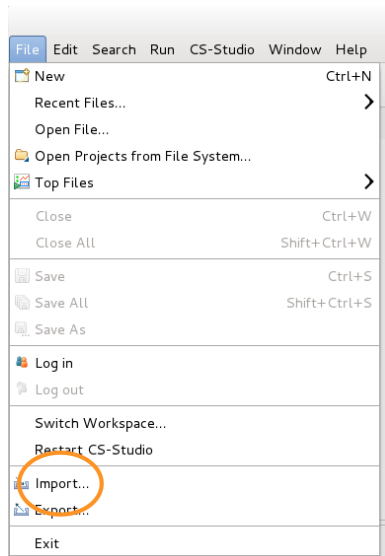 File Edit Search Run CS-Studio Window Help
New Ctrl+N
Recent Files...
Open File...
Open Projects from File System...
Top Files
Close Ctrl+W
Close All Shift+Ctrl+W
Save Ctrl+S
Save All Shift+Ctrl+S
Save As
Log in
Log out
Switch Workspace...
Restart CS-Studio
Import...
Export...
Exit